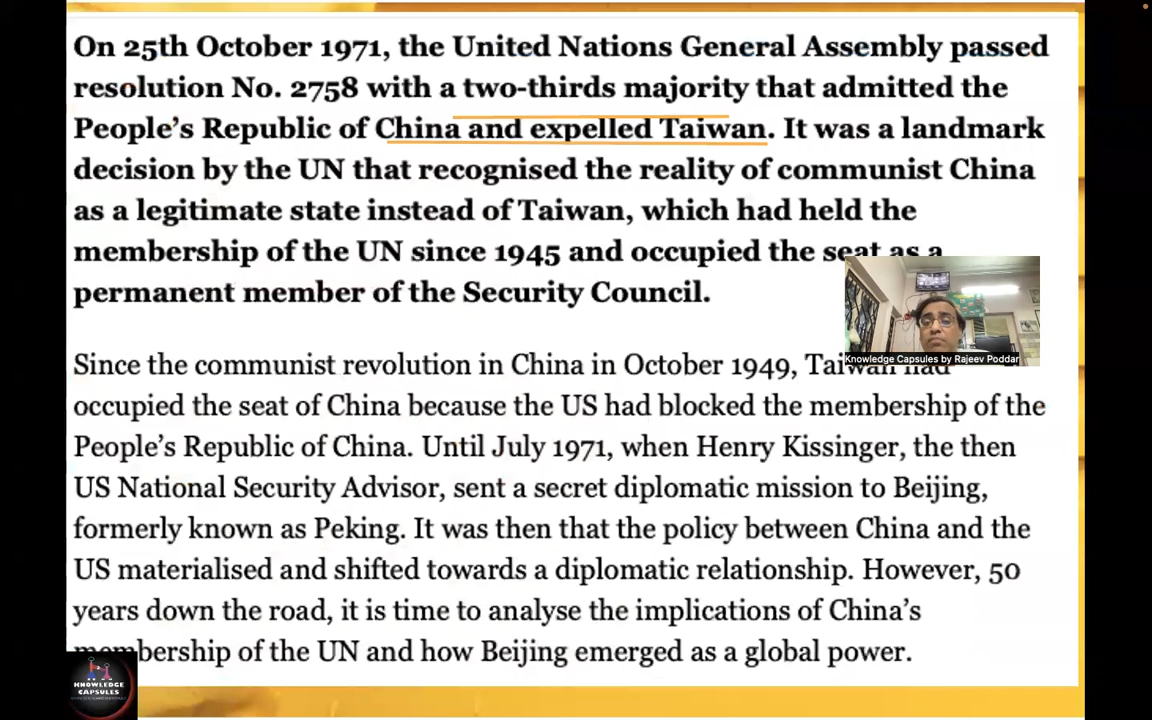 On 25th October 1971, the United Nations General Assembly passed
resolution No. 2758 with a two-thirds majority that admitted the
People's Republic of China and expelled Taiwan. It was a landmark
decision by the UN that recognised the reality of communist China
as a legitimate state instead of Taiwan, which had held the
membership of the UN since 1945 and occupied the seat as a
permanent member of the Security Council.
Knowledge Capsules by Rajeev Poddar
Since the communist revolution in China in October 1949, Taiwan had
occupied the seat of China because the US had blocked the membership of the
People's Republic of China. Until July 1971, when Henry Kissinger, the then
US National Security Advisor, sent a secret diplomatic mission to Beijing,
formerly known as Peking. It was then that the policy between China and the
US materialised and shifted towards a diplomatic relationship. However, 50
years down the road, it is time to analyse the implications of China's
membership of the UN and how Beijing emerged as a global power.
KNOWLEDGE
CAPSULES